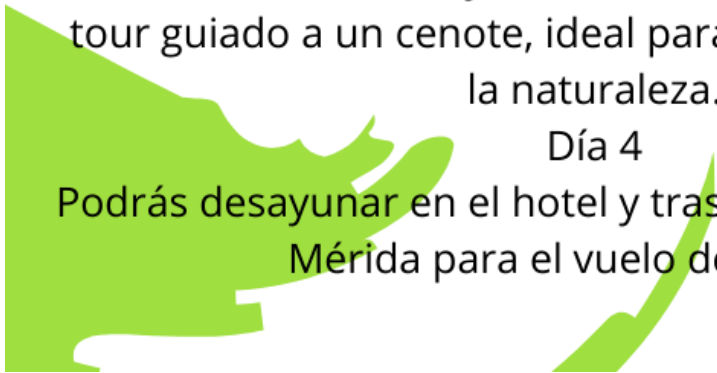 tour guiado a un cenote, ideal para
la naturaleza.
Día 4
Podrás desayunar en el hotel y tras
Mérida para el vuelo de